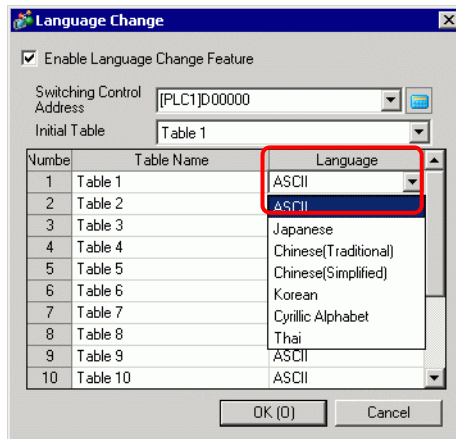 Language Change
Enable Language Change Feature
Switching Control
Address
[PLC1]D00000
Initial Table
Table 1
Numbe Table Name Language
1 Table 1 ASCII
2 Table 2 ASCII
3 Table 3 Japanese
4 Table 4 Chinese(Traditional)
5 Table 5 Chinese(Simplified)
6 Table 6 Korean
7 Table 7 Cyrillic Alphabet
8 Table 8 Thai
9 Table 9 ASCII
10 Table 10 ASCII
OK (O) Cancel